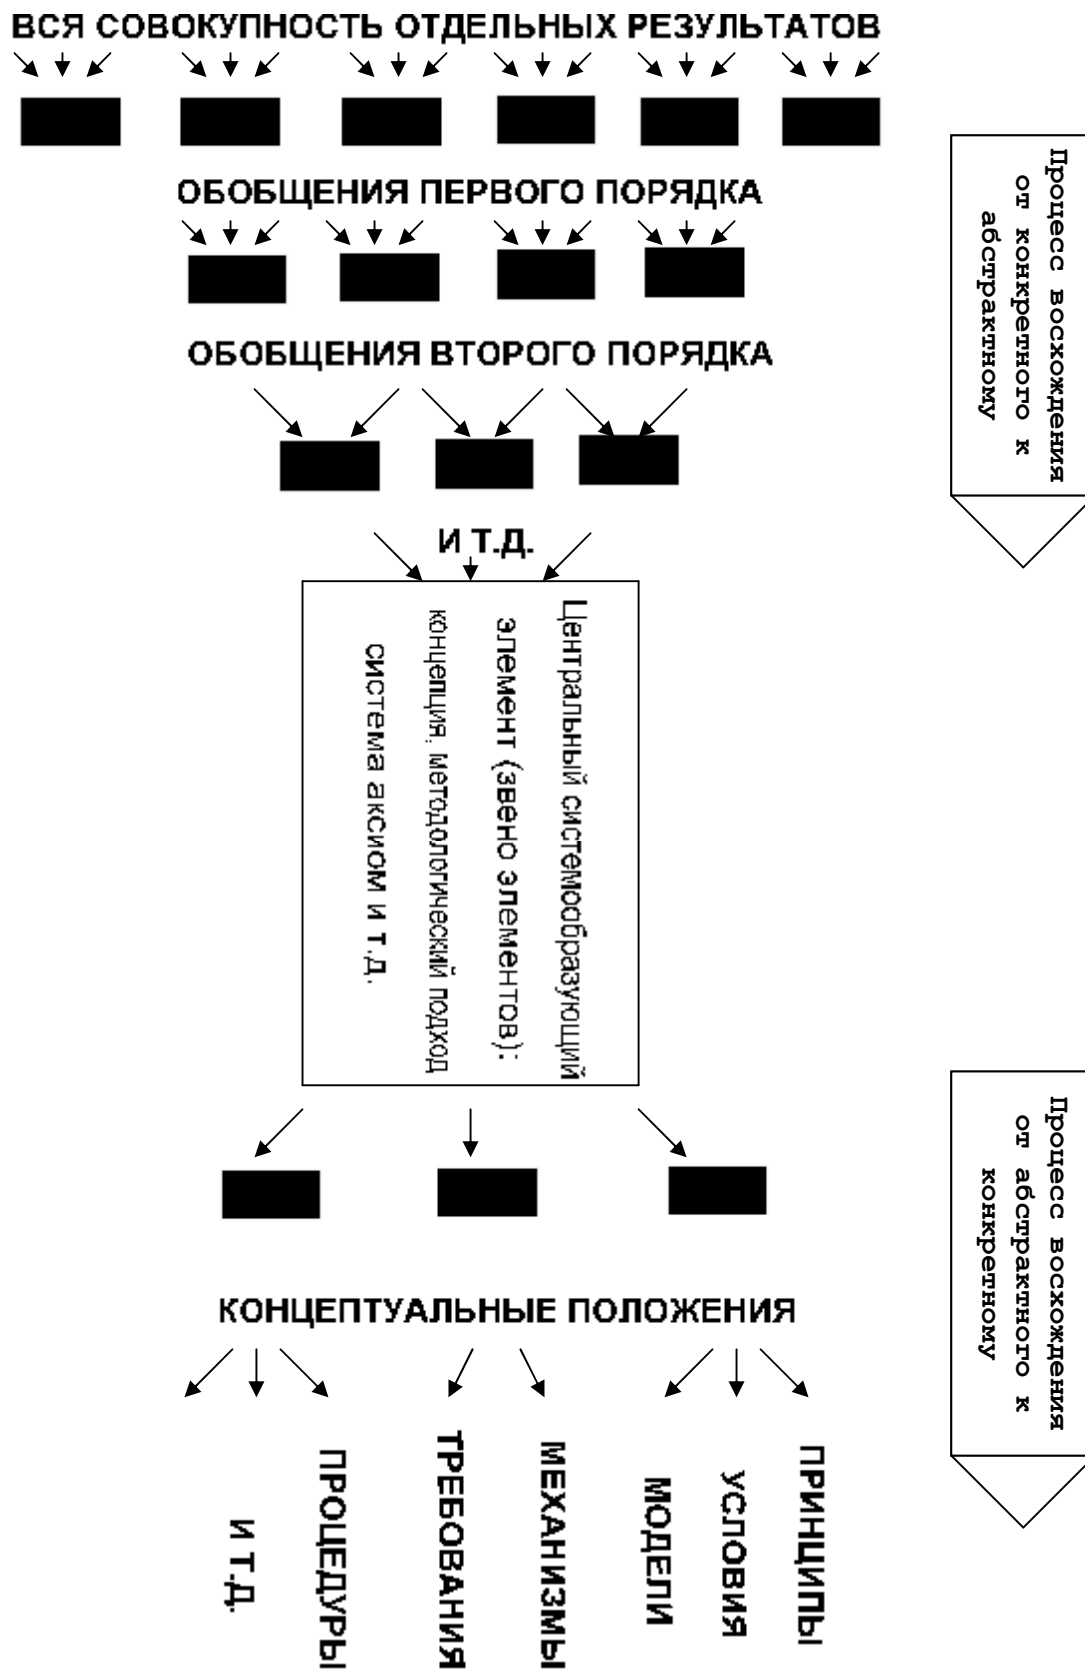 ВСЯ СОВОКУПНОСТЬ ОТДЕЛЬНЫХ РЕЗУЛЬТАТОВ
ОБОБЩЕНИЯ ПЕРВОГО ПОРЯДКА
ОБОБЩЕНИЯ ВТОРОГО ПОРЯДКА
И Т.Д.
Процесс восхождения
от конкретного к
абстрактному
Центральный системообразующий
элемент (звено элементов):
концепция, методологический подход
система аксиом и т.д.
Процесс восхождения
от абстрактного к
конкретному
КОНЦЕПТУАЛЬНЫЕ ПОЛОЖЕНИЯ
ПРИНЦИПЫ
УСЛОВИЯ
МОДЕЛИ
МЕХАНИЗМЫ
ТРЕБОВАНИЯ
ПРОЦЕДУРЫ
И Т.Д.